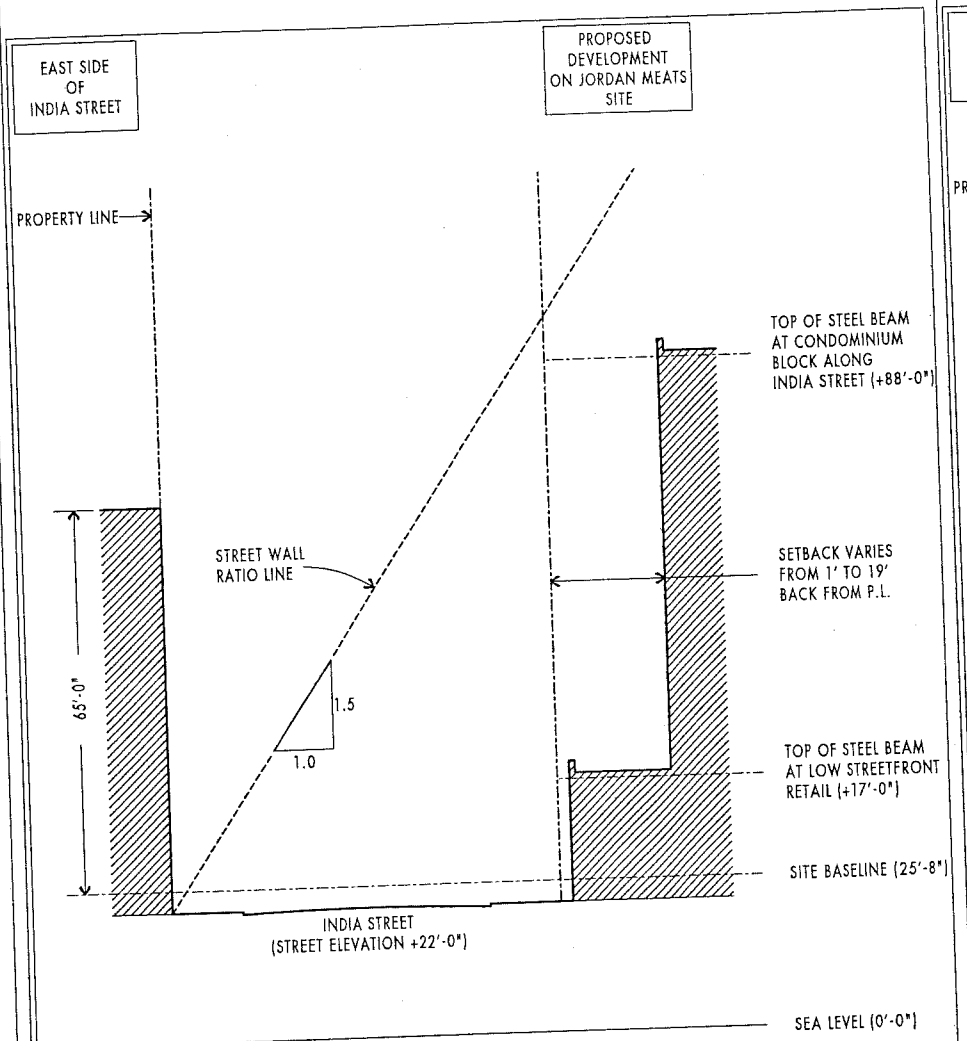 EAST SIDE
OF
INDIA STREET
PROPOSED
DEVELOPMENT
ON JORDAN MEATS
SITE
PROPERTY LINE
PR
TOP OF STEEL BEAM
AT CONDOMINIUM
BLOCK ALONG
INDIA STREET (+88'-0")
STREET WALL
RATIO LINE
SETBACK VARIES
FROM 1' TO 19'
BACK FROM P.L.
65'-0"
1.5
1.0
TOP OF STEEL BEAM
AT LOW STREETFRONT
RETAIL (+17'-0")
SITE BASELINE (25'-8")
INDIA STREET
(STREET ELEVATION +22'-0")
SEA LEVEL (0'-0")